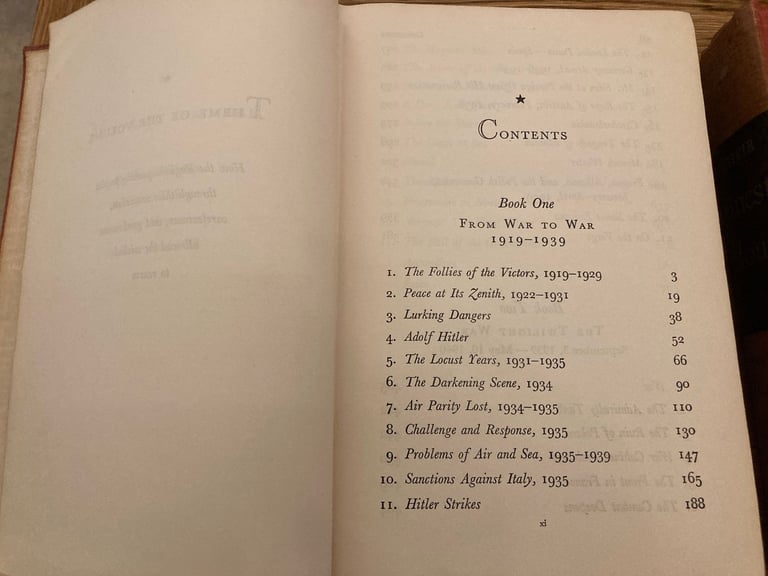 Contents
Book One
From War to War
1919–1939
1. The Follies of the Victors, 1919–1929 3
2. Peace at Its Zenith, 1922–1931 19
3. Lurking Dangers 38
4. Adolf Hitler 52
5. The Locust Years, 1931–1935 66
6. The Darkening Scene, 1934 90
7. Air Parity Lost, 1934–1935 110
8. Challenge and Response, 1935 130
9. Problems of Air and Sea, 1935–1939 147
10. Sanctions Against Italy, 1935 165
11. Hitler Strikes 188
xi